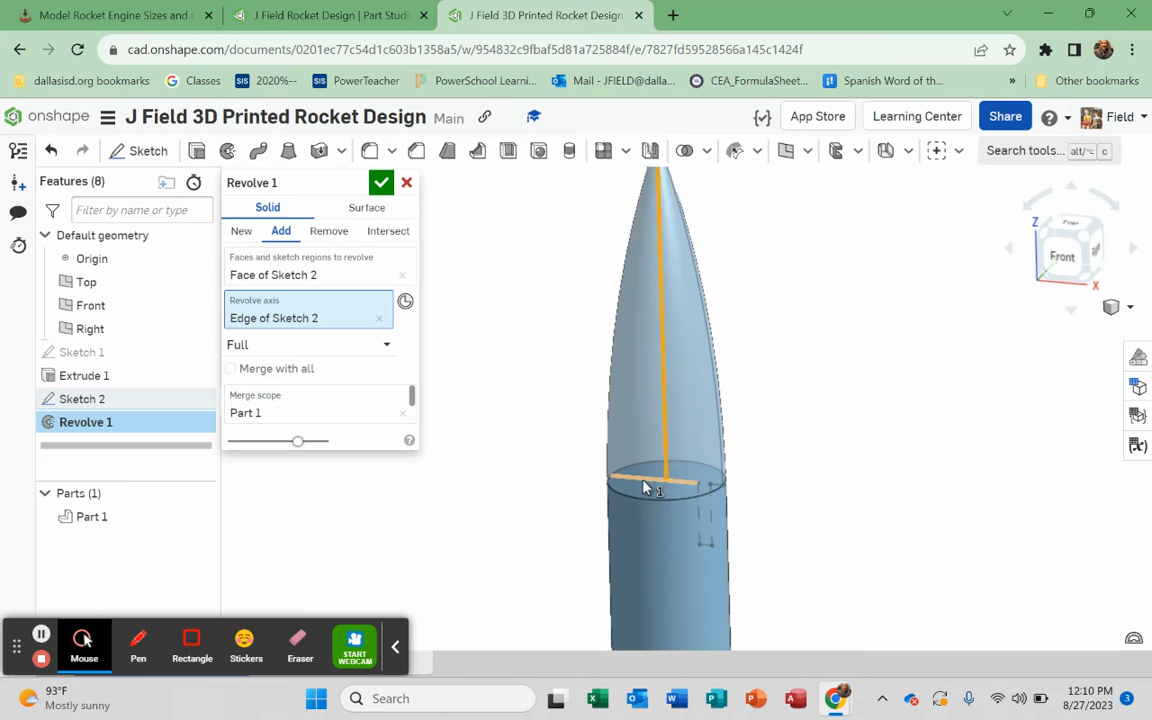 Model Rocket Engine Sizes and C
J Field Rocket Design | Part Studi
J Field 3D Printed Rocket Design
cad.onshape.com/documents/0201ec77c54d1c603b1358a5/w/954832c9fbaf5d81a725884f/e/7827fd59528566a145c1424f
dallasisd.org bookmarks
Classes
SIS
2020%--
SIS
PowerTeacher
PowerSchool Learni...
Mail - JFIELD@dalla...
CEA_FormulaSheet...
Spanish Word of th...
»
Other bookmarks
onshape
J Field 3D Printed Rocket Design
Main
App Store
Learning Center
Share
Field
Sketch
Search tools...
alt/⌥
c
Features (8)
Filter by name or type
Default geometry
Origin
Top
Front
Right
Sketch 1
Extrude 1
Sketch 2
Revolve 1
Parts (1)
Part 1
Revolve 1
Solid
Surface
New
Add
Remove
Intersect
Faces and sketch regions to revolve
Face of Sketch 2
Revolve axis
Edge of Sketch 2
Full
Merge with all
Merge scope
Part 1
1
Z
Top
Front
X
Mouse
Pen
Rectangle
Stickers
Eraser
START
WEBCAM
93°F
Mostly sunny
Search
12:10 PM
8/27/2023
3